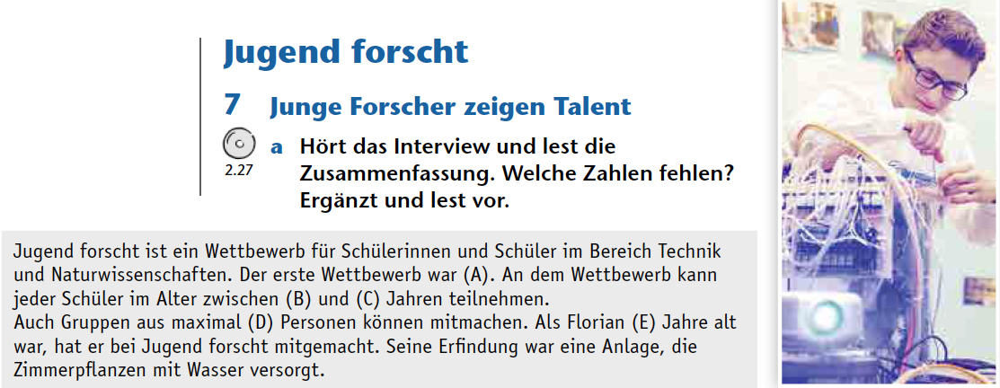 Jugend forscht
7 Junge Forscher zeigen Talent
2.27
a Hört das Interview und lest die
Zusammenfassung. Welche Zahlen fehlen?
Ergänzt und lest vor.
Jugend forscht ist ein Wettbewerb für Schülerinnen und Schüler im Bereich Technik
und Naturwissenschaften. Der erste Wettbewerb war (A). An dem Wettbewerb kann
jeder Schüler im Alter zwischen (B) und (C) Jahren teilnehmen.
Auch Gruppen aus maximal (D) Personen können mitmachen. Als Florian (E) Jahre alt
war, hat er bei Jugend forscht mitgemacht. Seine Erfindung war eine Anlage, die
Zimmerpflanzen mit Wasser versorgt.